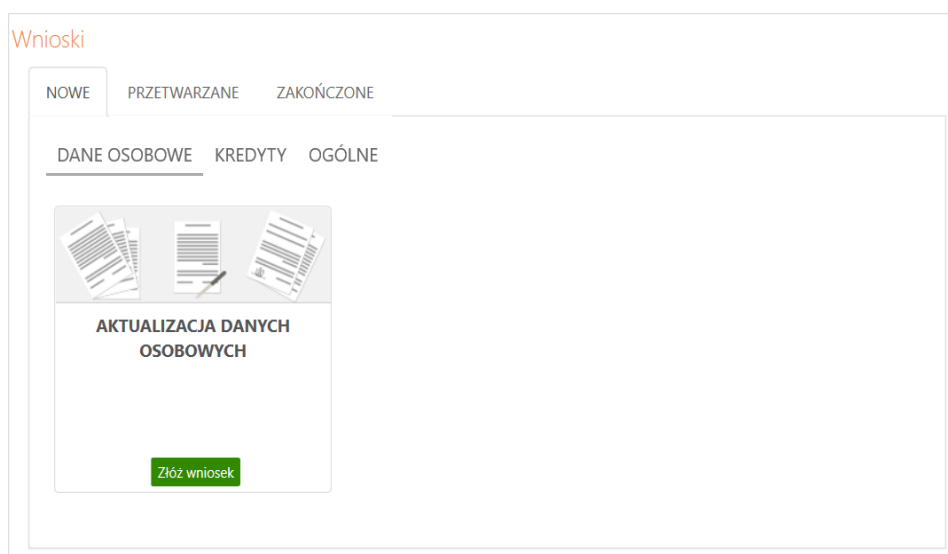 Wnioski
NOWE PRZETWARZANE ZAKOŃCZONE
DANE OSOBOWE KREDYTY OGÓLNE
AKTUALIZACJA DANYCH
OSOBOWYCH
Złóż wniosek